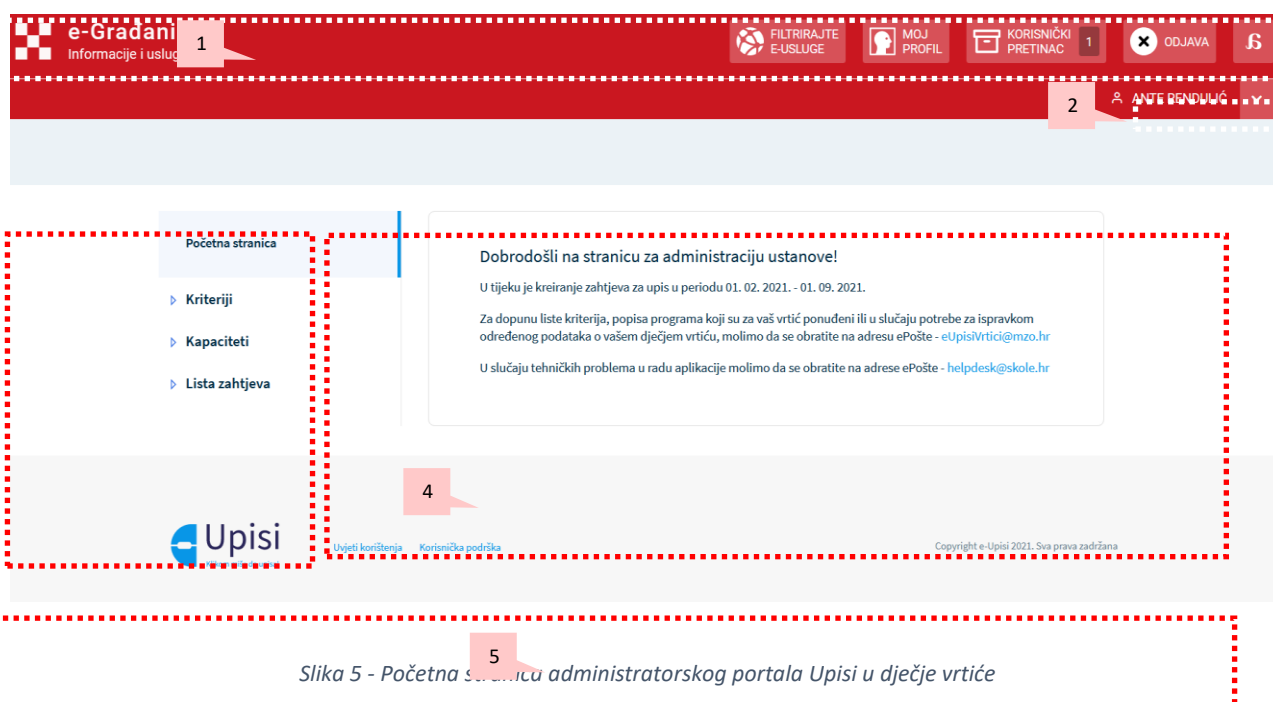 e-Građani
Informacije i uslug
1
FILTRIRAJTE
E-USLUGE
MOJ
PROFIL
KORISNIČKI
PRETINAC
1
ODJAVA
2
ANTE RENDULIĆ
Početna stranica
Kriteriji
Kapaciteti
Lista zahtjeva
Dobrodošli na stranicu za administraciju ustanove!
U tijeku je kreiranje zahtjeva za upis u periodu 01. 02. 2021. - 01. 09. 2021.
Za dopunu liste kriterija, popisa programa koji su za vaš vrtić ponuđeni ili u slučaju potrebe za ispravkom
određenog podataka o vašem dječjem vrtiću, molimo da se obratite na adresu ePošte - eUpisiVrtici@mzo.hr
U slučaju tehničkih problema u radu aplikacije molimo da se obratite na adrese ePošte - helpdesk@skole.hr
4
Upisi
Uvjeti korištenja Korisnička podrška
Copyright e-Upisi 2021. Sva prava zadržana
5
Slika 5 - Početna stranica administratorskog portala Upisi u dječje vrtiće